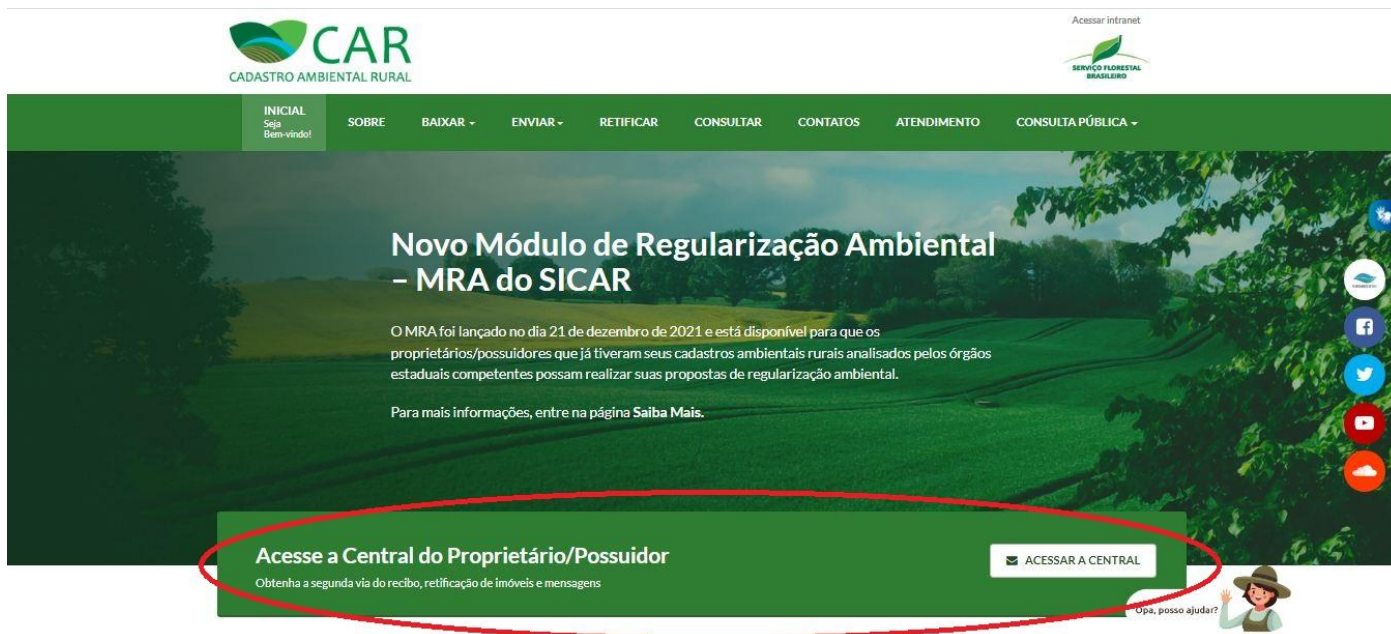 Acessar intranet
CAR
CADASTRO AMBIENTAL RURAL
SERVIÇO FLORESTAL
BRASILEIRO
INICIAL
Seja
Bem-vindo!
SOBRE
BAIXAR
ENVIAR
RETIFICAR
CONSULTAR
CONTATOS
ATENDIMENTO
CONSULTA PÚBLICA
Novo Módulo de Regularização Ambiental
– MRA do SICAR
O MRA foi lançado no dia 21 de dezembro de 2021 e está disponível para que os
proprietários/possuidores que já tiveram seus cadastros ambientais rurais analisados pelos órgãos
estaduais competentes possam realizar suas propostas de regularização ambiental.
Para mais informações, entre na página Saiba Mais.
Acesse a Central do Proprietário/Possuidor
Obtenha a segunda via do recibo, retificação de imóveis e mensagens
ACESSAR A CENTRAL
Opa, posso ajudar?